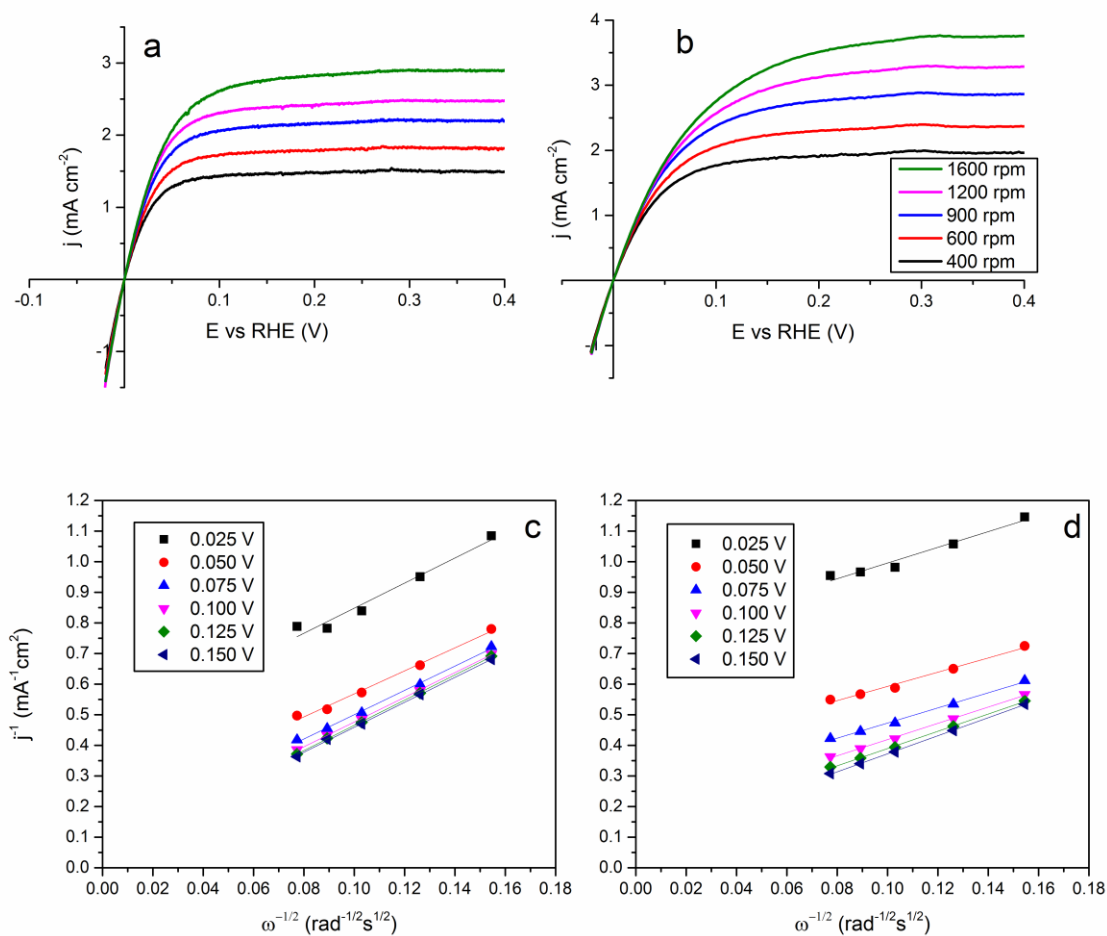 a
3
2
1
-1
-0.1
0.1
0.2
0.3
0.4
j (mA cm⁻²)
E vs RHE (V)
b
4
3
2
1
-1
0.1
0.2
0.3
0.4
j (mA cm⁻²)
E vs RHE (V)
1600 rpm
1200 rpm
900 rpm
600 rpm
400 rpm
c
1.2
1.1
1.0
0.9
0.8
0.7
0.6
0.5
0.4
0.3
0.2
0.1
0.0
0.025 V
0.050 V
0.075 V
0.100 V
0.125 V
0.150 V
j⁻¹ (mA⁻¹cm²)
0.00 0.02 0.04 0.06 0.08 0.10 0.12 0.14 0.16 0.18
ω⁻¹/² (rad⁻¹/²s¹/²)
d
1.2
1.1
1.0
0.9
0.8
0.7
0.6
0.5
0.4
0.3
0.2
0.1
0.0
0.025 V
0.050 V
0.075 V
0.100 V
0.125 V
0.150 V
0.00 0.02 0.04 0.06 0.08 0.10 0.12 0.14 0.16 0.18
ω⁻¹/² (rad⁻¹/²s¹/²)